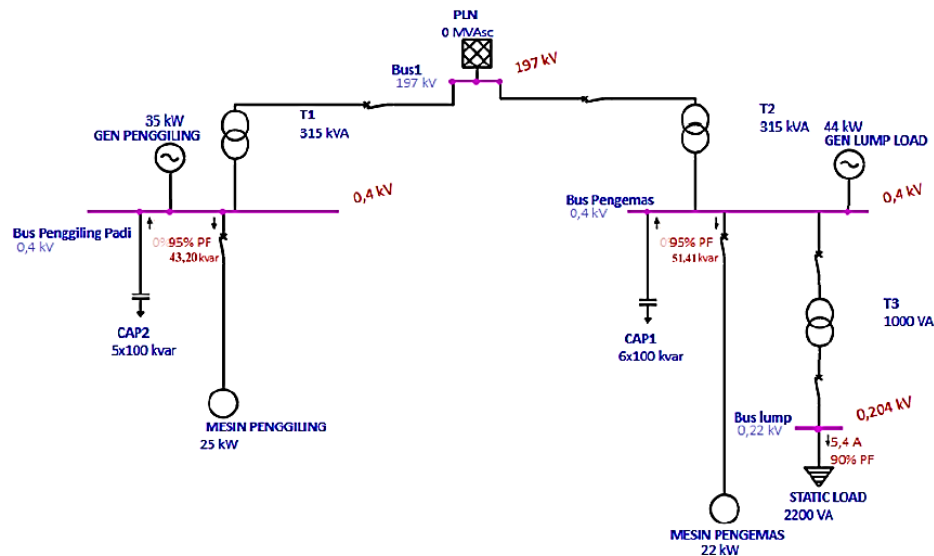 PLN
0 MVAsc
Bus1
197 kV
197 kV
T1
315 kVA
T2
315 kVA
35 kW
GEN PENGGILING
44 kW
GEN LUMP LOAD
0,4 kV
Bus Penggiling Padi
0,4 kV
0% 95% PF
43,20 kvar
CAP2
5x100 kvar
MESIN PENGGILING
25 kW
Bus Pengemas
0,4 kV
0,4 kV
0% 95% PF
51,41 kvar
CAP1
6x100 kvar
T3
1000 VA
Bus lump
0,22 kV
0,204 kV
5,4 A
90% PF
STATIC LOAD
2200 VA
MESIN PENGEMAS
22 kW